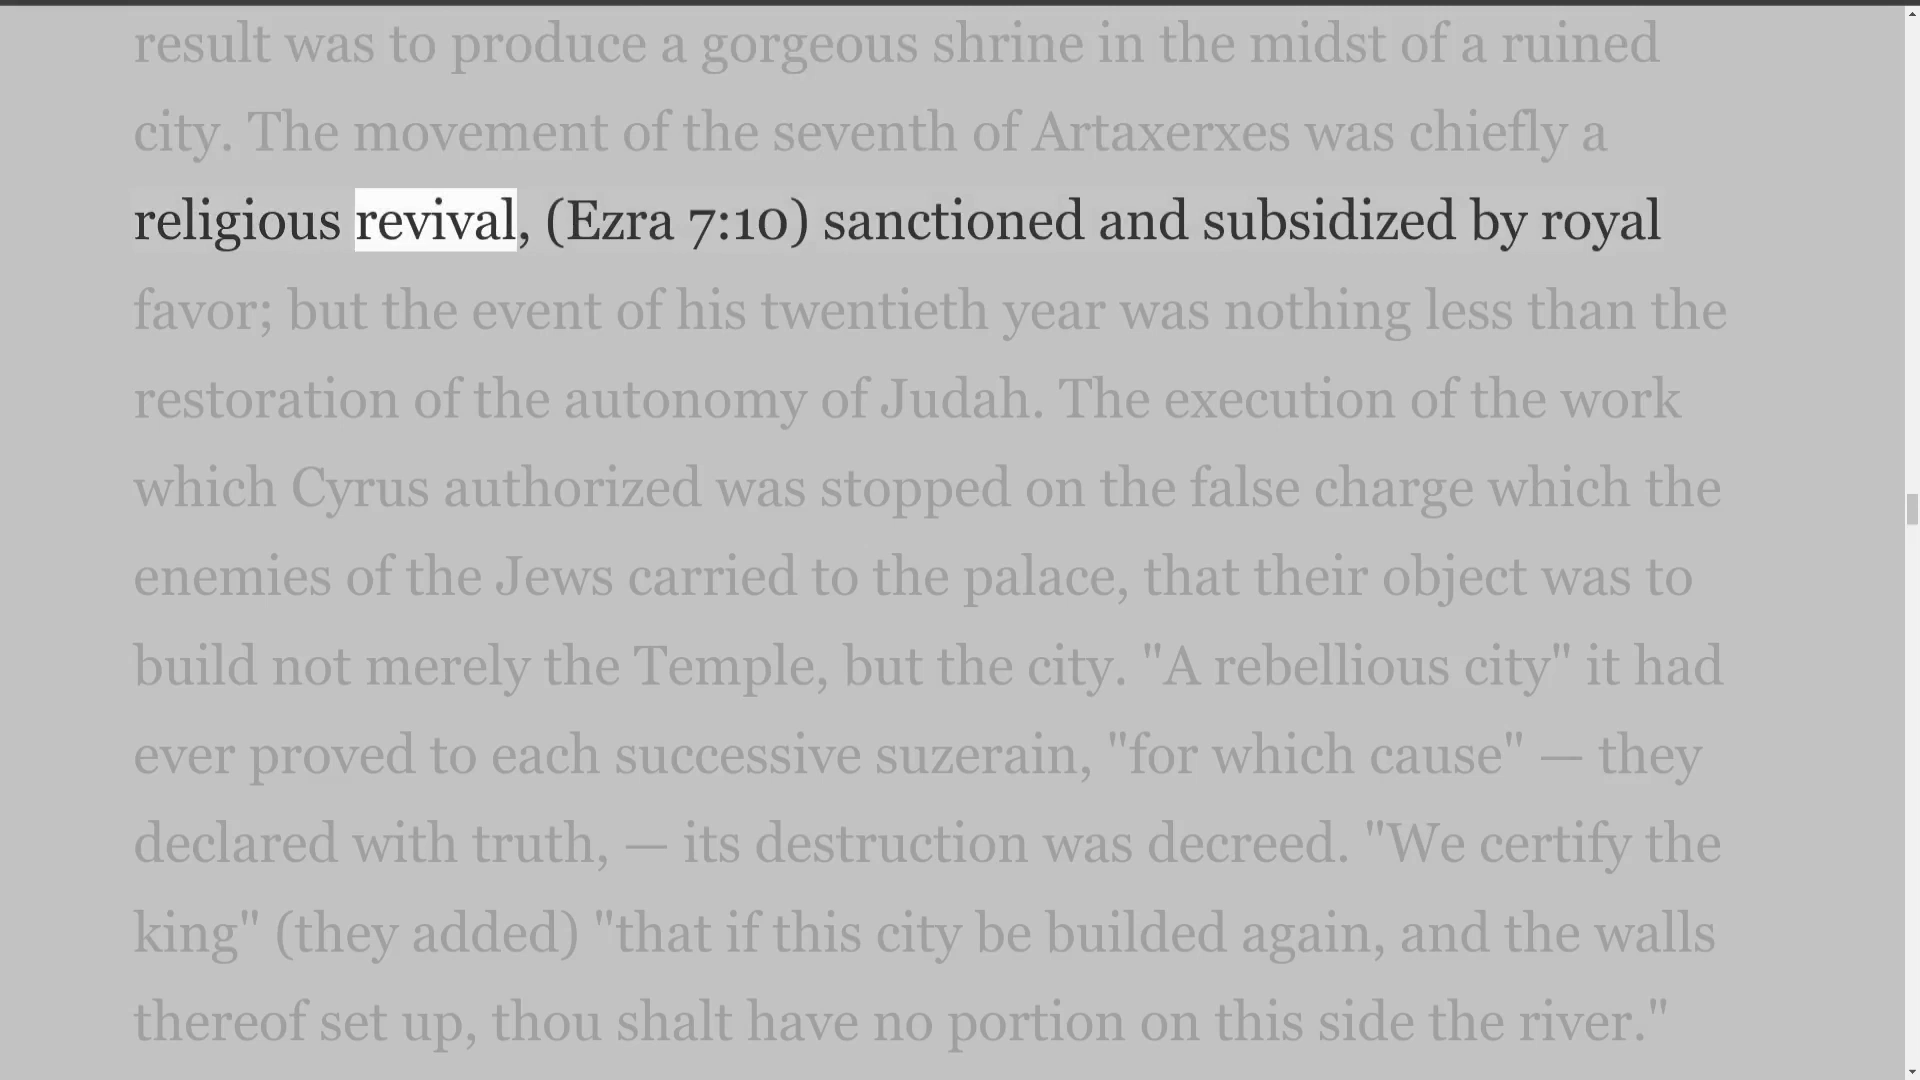 result was to produce a gorgeous shrine in the midst of a ruined
city. The movement of the seventh of Artaxerxes was chiefly a
religious revival, (Ezra 7:10) sanctioned and subsidized by royal
favor; but the event of his twentieth year was nothing less than the
restoration of the autonomy of Judah. The execution of the work
which Cyrus authorized was stopped on the false charge which the
enemies of the Jews carried to the palace, that their object was to
build not merely the Temple, but the city. "A rebellious city" it had
ever proved to each successive suzerain, "for which cause" — they
declared with truth, — its destruction was decreed. "We certify the
king" (they added) "that if this city be builded again, and the walls
thereof set up, thou shalt have no portion on this side the river."